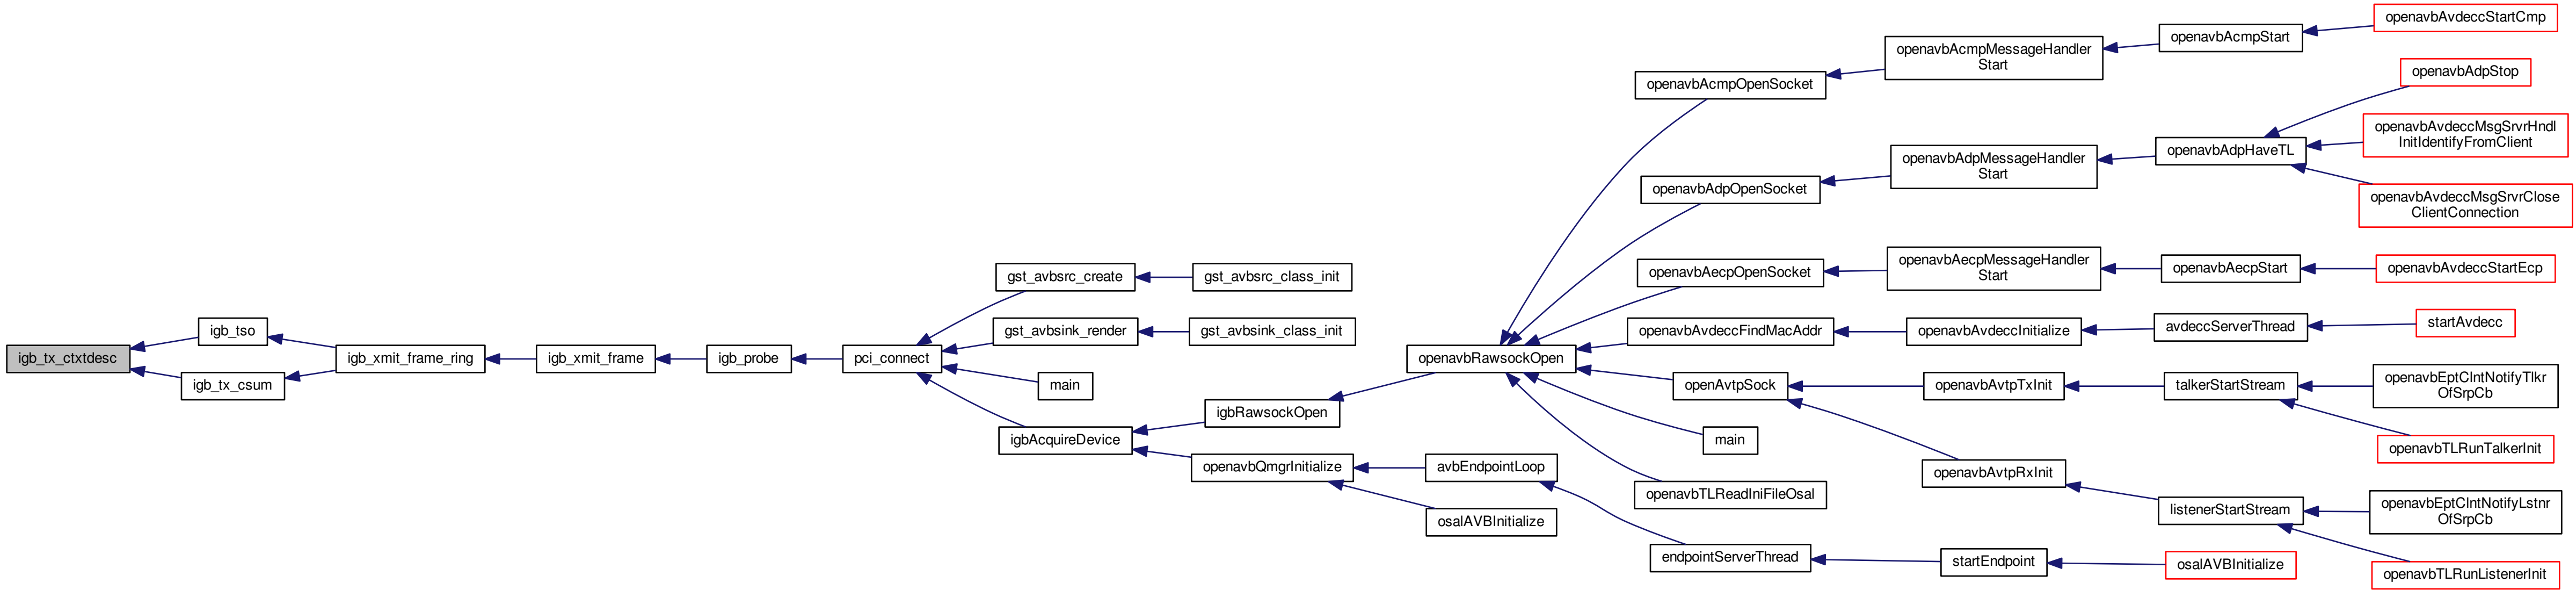 igb_tx_ctxtdesc
igb_tso
igb_tx_csum
igb_xmit_frame_ring
igb_xmit_frame
igb_probe
pci_connect
gst_avbsrc_create
gst_avbsrc_class_init
gst_avbsink_render
gst_avbsink_class_init
main
igbAcquireDevice
igbRawsockOpen
openavbQmgrInitialize
avbEndpointLoop
osalAVBInitialize
openavbRawsockOpen
openavbAcmpOpenSocket
openavbAcmpMessageHandler
Start
openavbAcmpStart
openavbAvdeccStartCmp
openavbAdpOpenSocket
openavbAdpMessageHandler
Start
openavbAdpHaveTL
openavbAdpStop
openavbAvdeccMsgSrvrHndl
InitIdentifyFromClient
openavbAvdeccMsgSrvrClose
ClientConnection
openavbAecpOpenSocket
openavbAecpMessageHandler
Start
openavbAecpStart
openavbAvdeccStartEcp
openavbAvdeccFindMacAddr
openavbAvdeccInitialize
avdeccServerThread
startAvdecc
openAvtpSock
openavbAvtpTxInit
talkerStartStream
openavbEptClntNotifyTlkr
OfSrpCb
openavbTLRunTalkerInit
main
openavbAvtpRxInit
listenerStartStream
openavbEptClntNotifyLstnr
OfSrpCb
openavbTLRunListenerInit
openavbTLReadIniFileOsal
endpointServerThread
startEndpoint
osalAVBInitialize